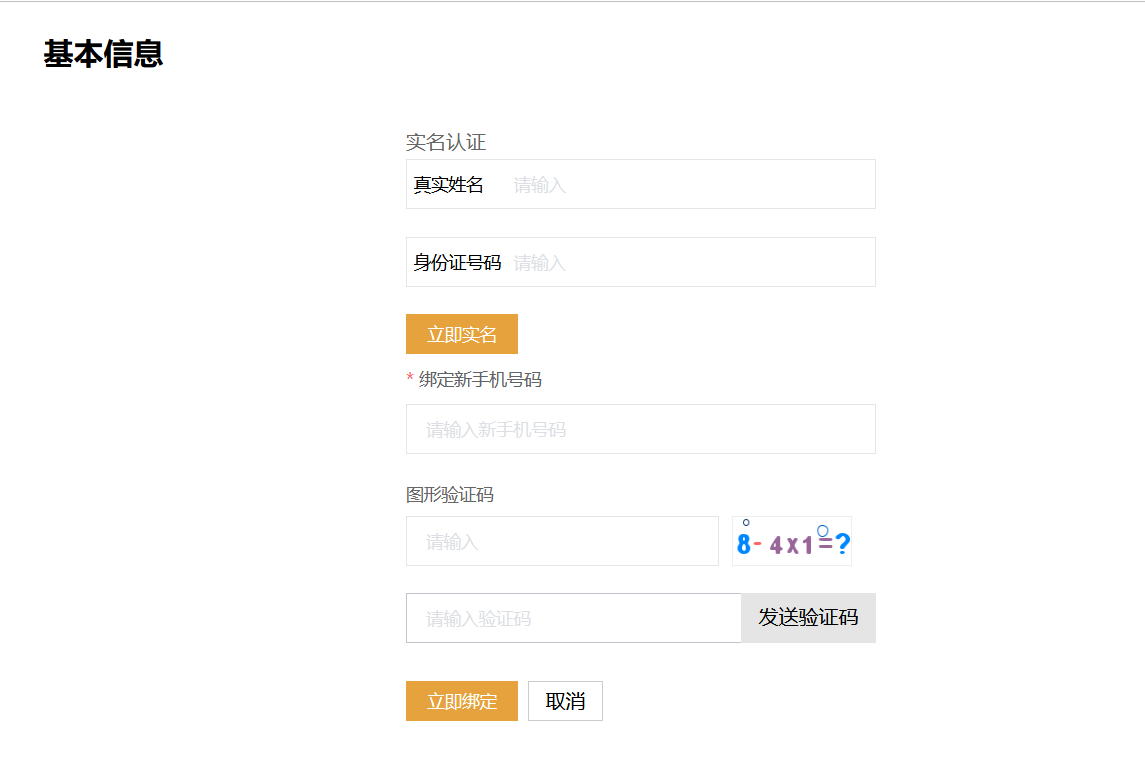 基本信息
实名认证
真实姓名 请输入
身份证号码 请输入
立即实名
* 绑定新手机号码
请输入新手机号码
图形验证码
请输入 8- 4x1=?
请输入验证码 发送验证码
立即绑定 取消